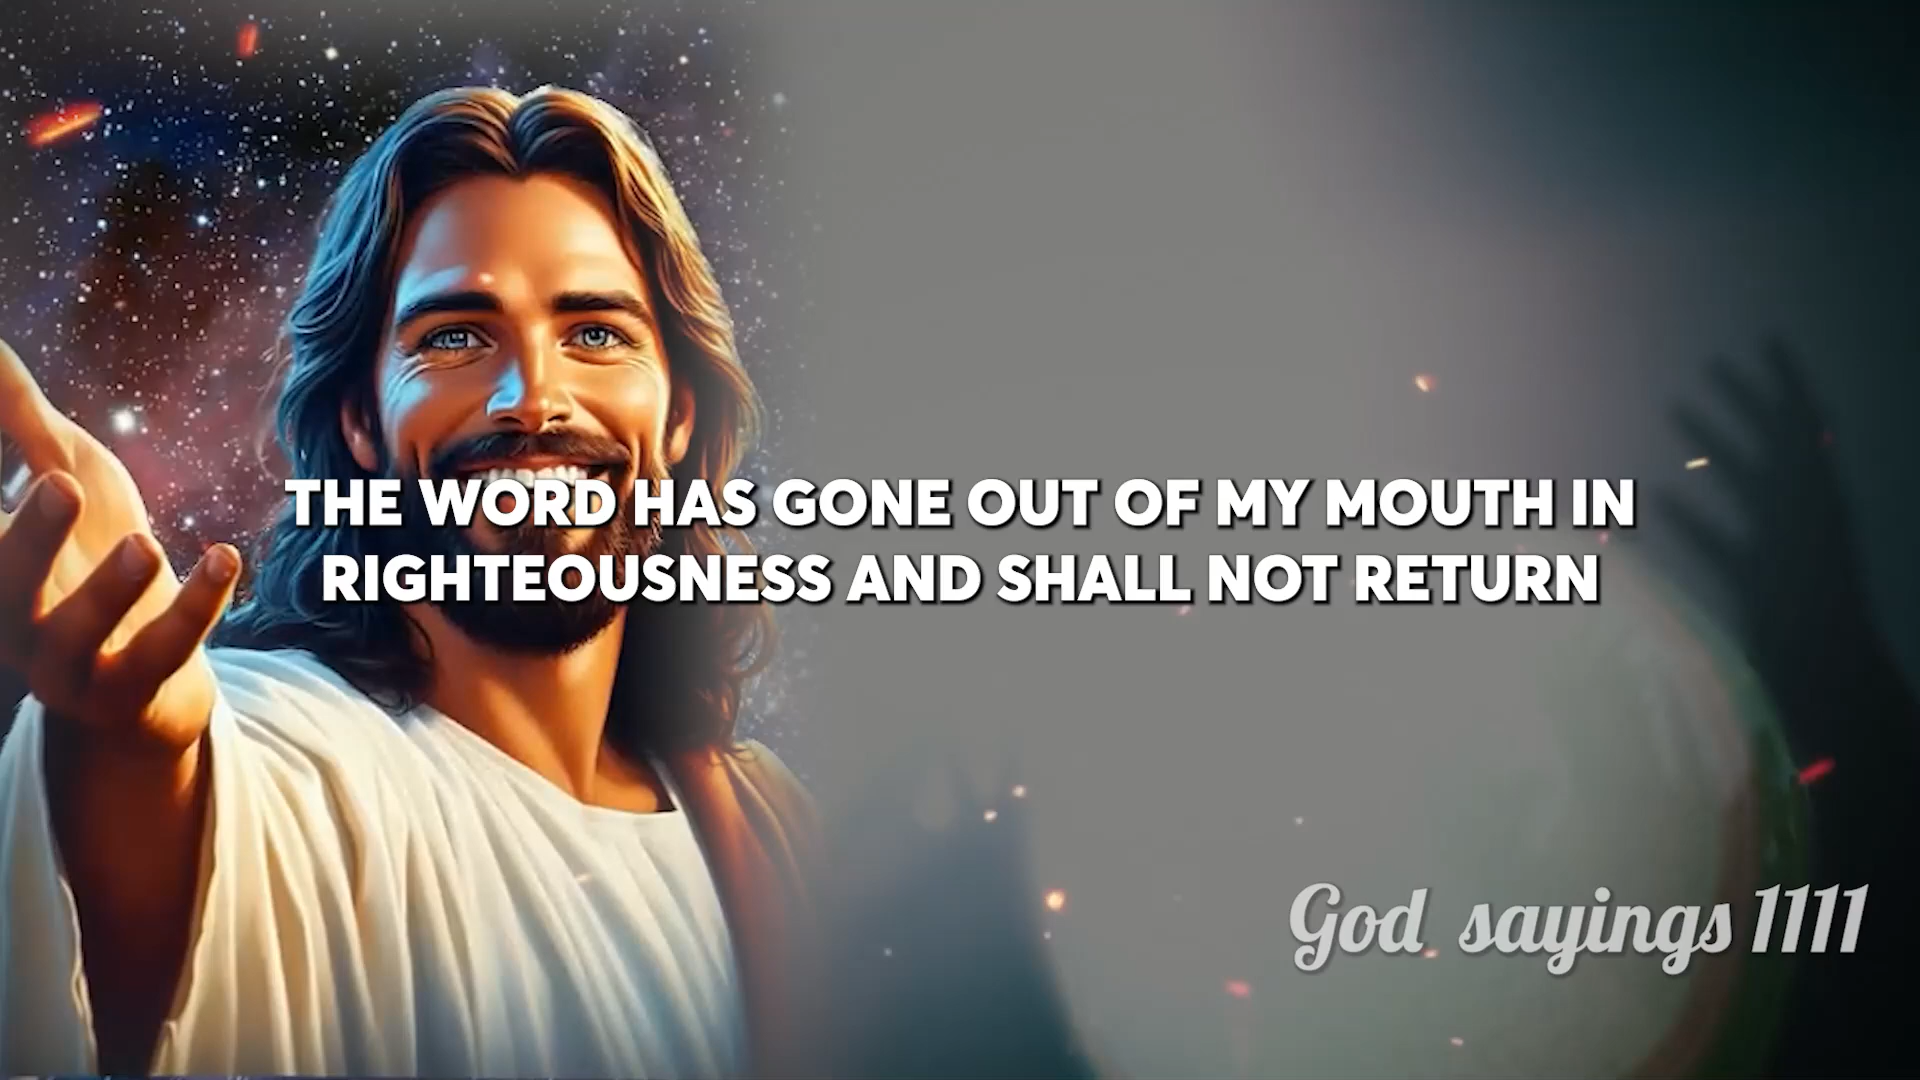 THE WORD HAS GONE OUT OF MY MOUTH IN
RIGHTEOUSNESS AND SHALL NOT RETURN
God sayings 1111